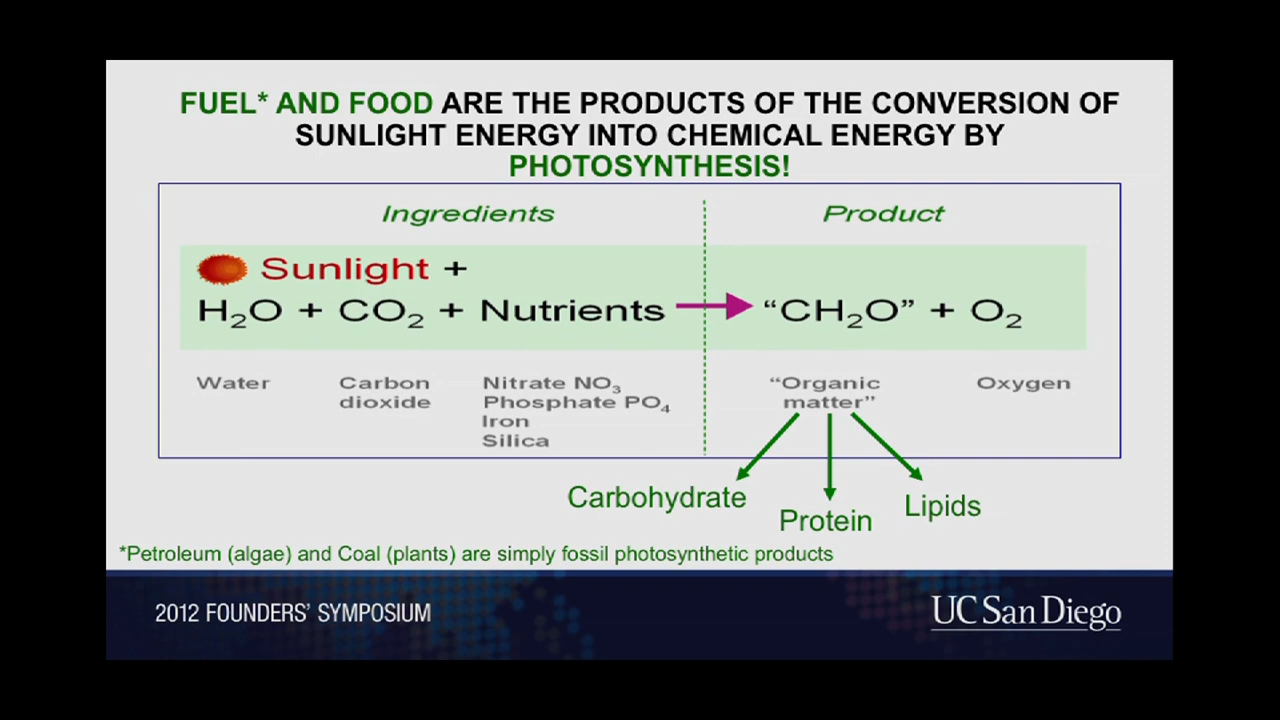 FUEL* AND FOOD ARE THE PRODUCTS OF THE CONVERSION OF
SUNLIGHT ENERGY INTO CHEMICAL ENERGY BY
PHOTOSYNTHESIS!
Ingredients
Product
Sunlight +
H₂O + CO₂ + Nutrients
“CH₂O” + O₂
Water
Carbon
dioxide
Nitrate NO₃
Phosphate PO₄
Iron
Silica
“Organic
matter”
Oxygen
Carbohydrate
Protein
Lipids
*Petroleum (algae) and Coal (plants) are simply fossil photosynthetic products
2012 FOUNDERS’ SYMPOSIUM
UC San Diego